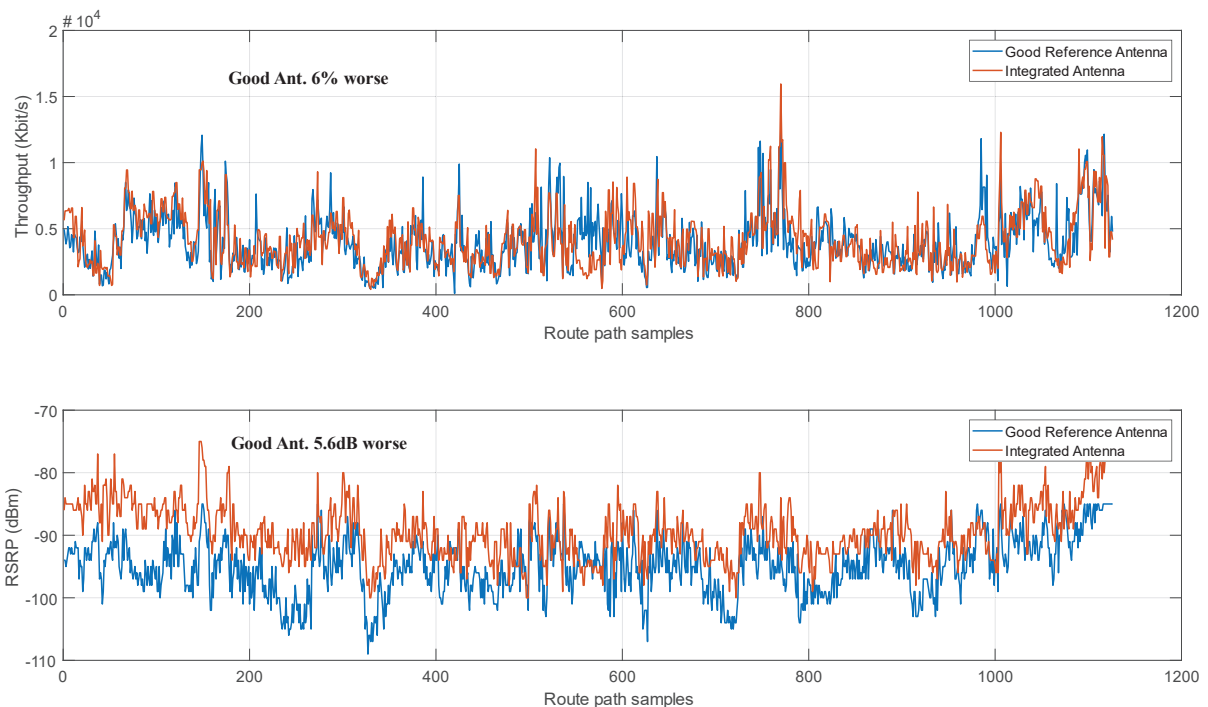 # 10^4
2
1.5
1
0.5
0
Throughput (Kbit/s)
Good Ant. 6% worse
Good Reference Antenna
Integrated Antenna
0 200 400 600 800 1000 1200
Route path samples
-70
-80
-90
-100
-110
RSRP (dBm)
Good Ant. 5.6dB worse
Good Reference Antenna
Integrated Antenna
0 200 400 600 800 1000 1200
Route path samples